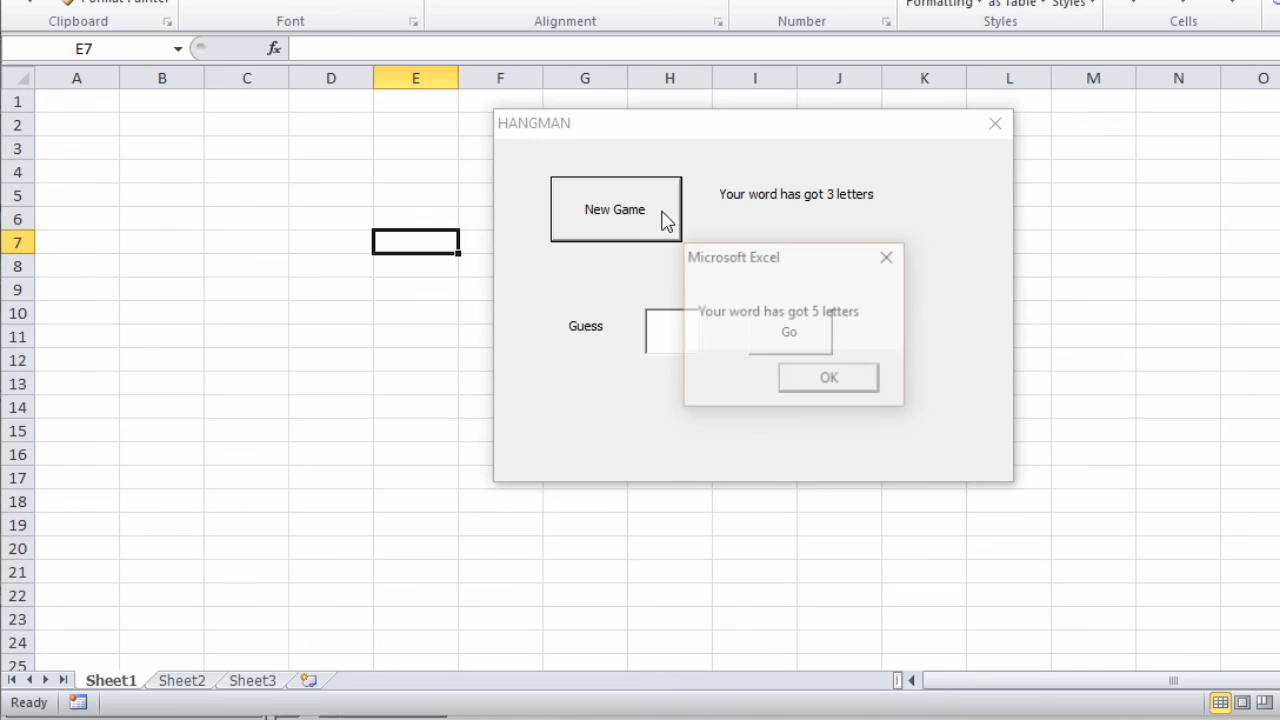 Format Painter
Formatting as Table Styles
Clipboard Font Alignment Number Styles Cells
E7 fx
A B C D E F G H I J K L M N O
1
2
3
4
5
6
7
8
9
10
11
12
13
14
15
16
17
18
19
20
21
22
23
24
25
HANGMAN
New Game
Your word has got 3 letters
Microsoft Excel
Your word has got 5 letters
Guess
Go
OK
Sheet1 Sheet2 Sheet3
Ready